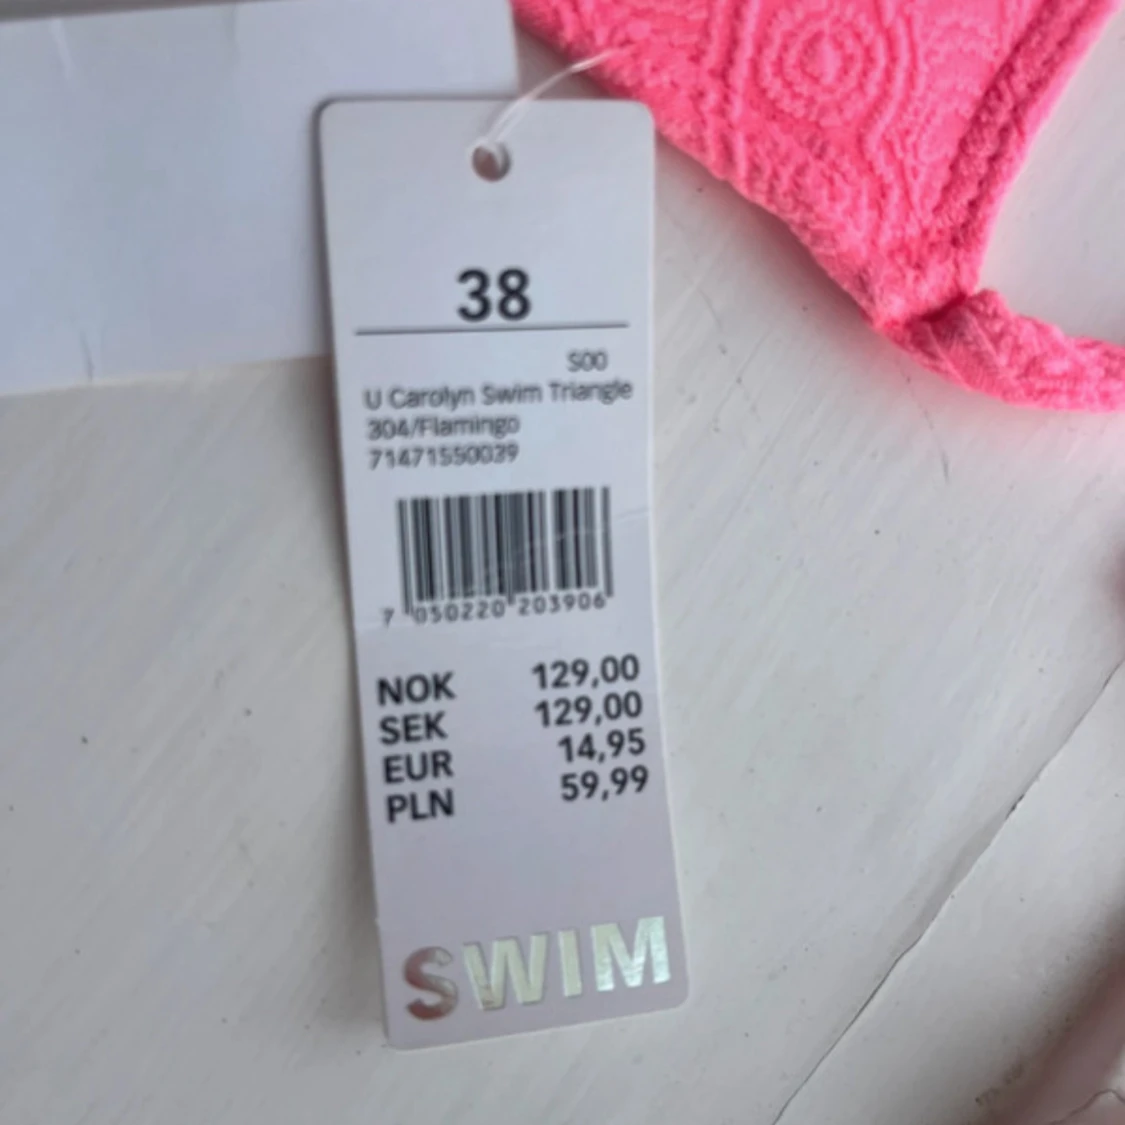 38
S00
U Carolyn Swim Triangle
304/Flamingo
71471550039
7 050220 203906
NOK 129,00
SEK 129,00
EUR 14,95
PLN 59,99
SWIM